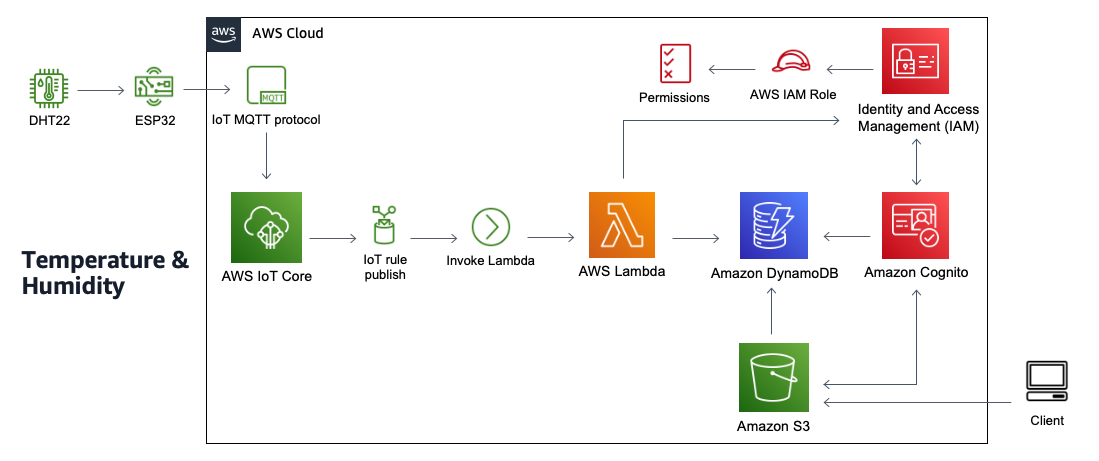 aws
AWS Cloud
DHT22
ESP32
MQTT
IoT MQTT protocol
Permissions
AWS IAM Role
Identity and Access
Management (IAM)
Temperature &
Humidity
AWS IoT Core
IoT rule
publish
Invoke Lambda
AWS Lambda
Amazon DynamoDB
Amazon Cognito
Amazon S3
Client